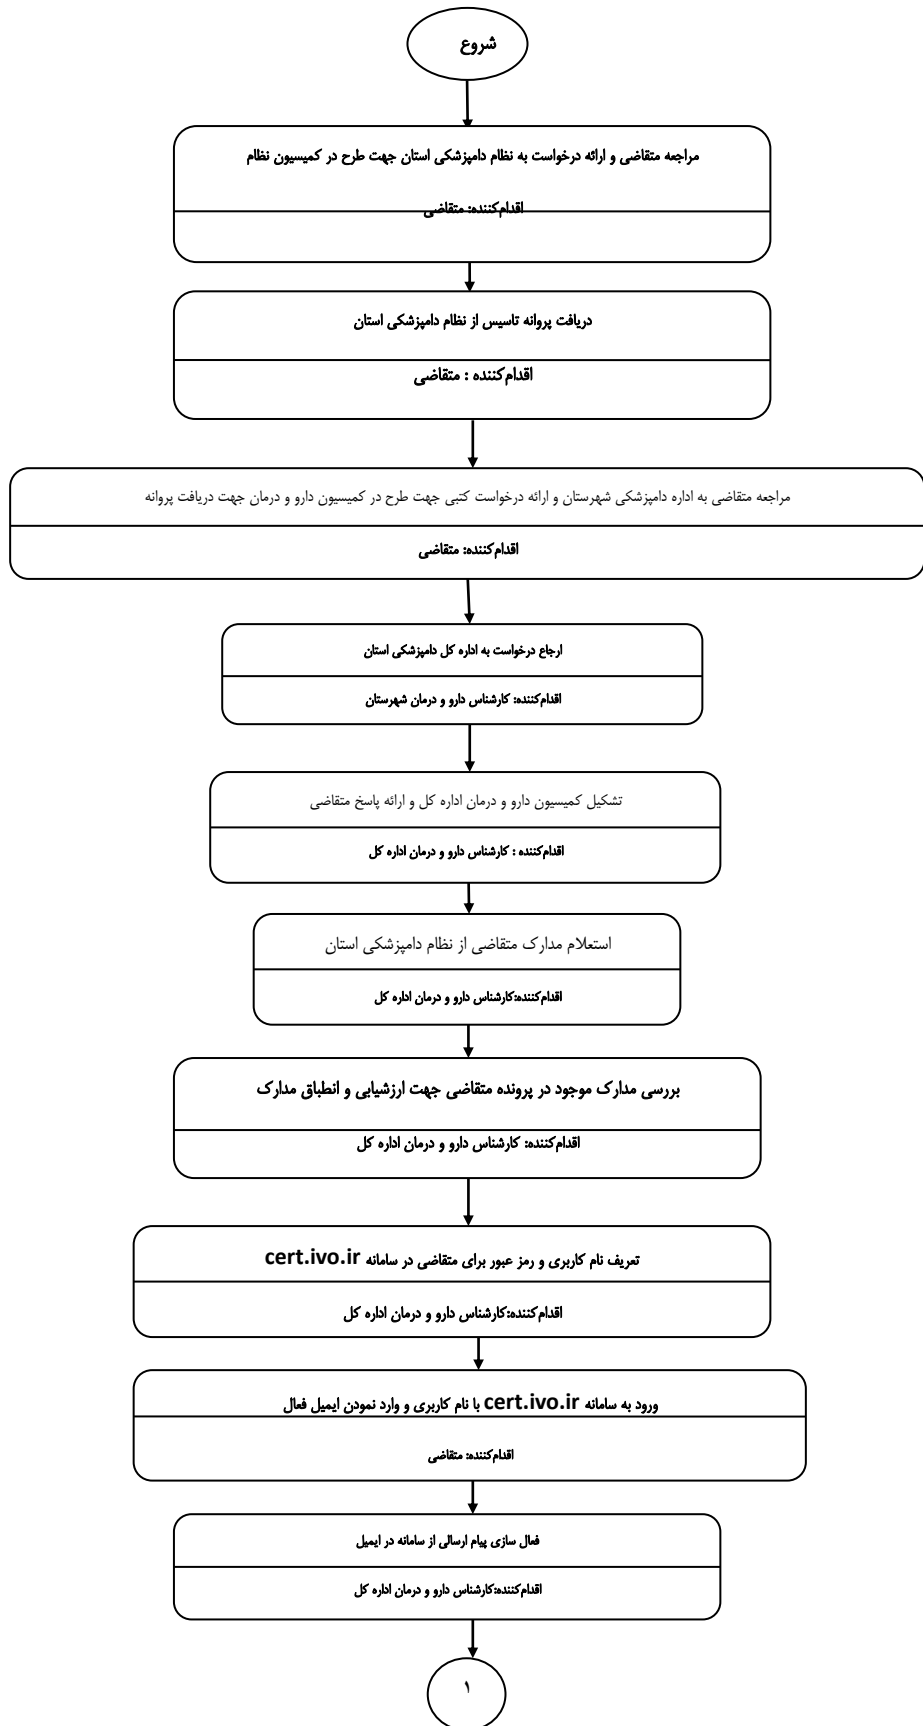 شروع
مراجعه متقاضی و ارائه درخواست به نظام دامپزشکی استان جهت طرح در کمیسیون نظام
اقدام‌کننده: متقاضی
دریافت پروانه تاسیس از نظام دامپزشکی استان
اقدام‌کننده : متقاضی
مراجعه متقاضی به اداره دامپزشکی شهرستان و ارائه درخواست کتبی جهت طرح در کمیسیون دارو و درمان جهت دریافت پروانه
اقدام‌کننده: متقاضی
ارجاع درخواست به اداره کل دامپزشکی استان
اقدام‌کننده: کارشناس دارو و درمان شهرستان
تشکیل کمیسیون دارو و درمان اداره کل و ارائه پاسخ متقاضی
اقدام‌کننده : کارشناس دارو و درمان اداره کل
استعلام مدارک متقاضی از نظام دامپزشکی استان
اقدام‌کننده:کارشناس دارو و درمان اداره کل
بررسی مدارک موجود در پرونده متقاضی جهت ارزشیابی و انطباق مدارک
اقدام‌کننده: کارشناس دارو و درمان اداره کل
تعریف نام کاربری و رمز عبور برای متقاضی در سامانه cert.ivo.ir
اقدام‌کننده:کارشناس دارو و درمان اداره کل
ورود به سامانه cert.ivo.ir با نام کاربری و وارد نمودن ایمیل فعال
اقدام‌کننده: متقاضی
فعال سازی پیام ارسالی از سامانه در ایمیل
اقدام‌کننده:کارشناس دارو و درمان اداره کل
۱